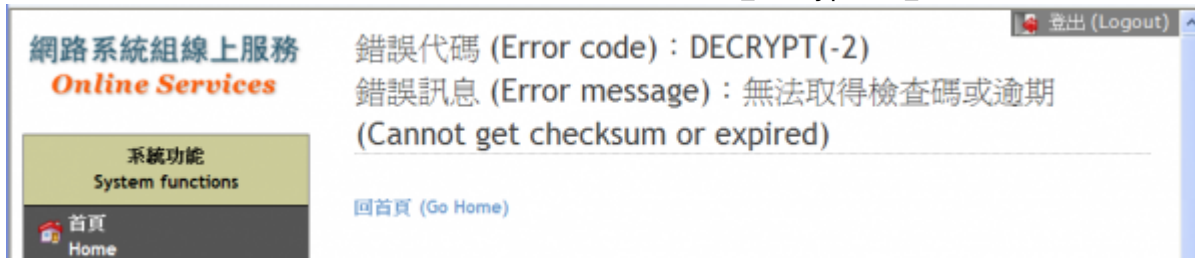 登出 (Logout)
網路系統組線上服務
Online Services
錯誤代碼 (Error code)：DECRYPT(-2)
錯誤訊息 (Error message)：無法取得檢查碼或逾期
(Cannot get checksum or expired)
系統功能
System functions
首頁
Home
回首頁 (Go Home)